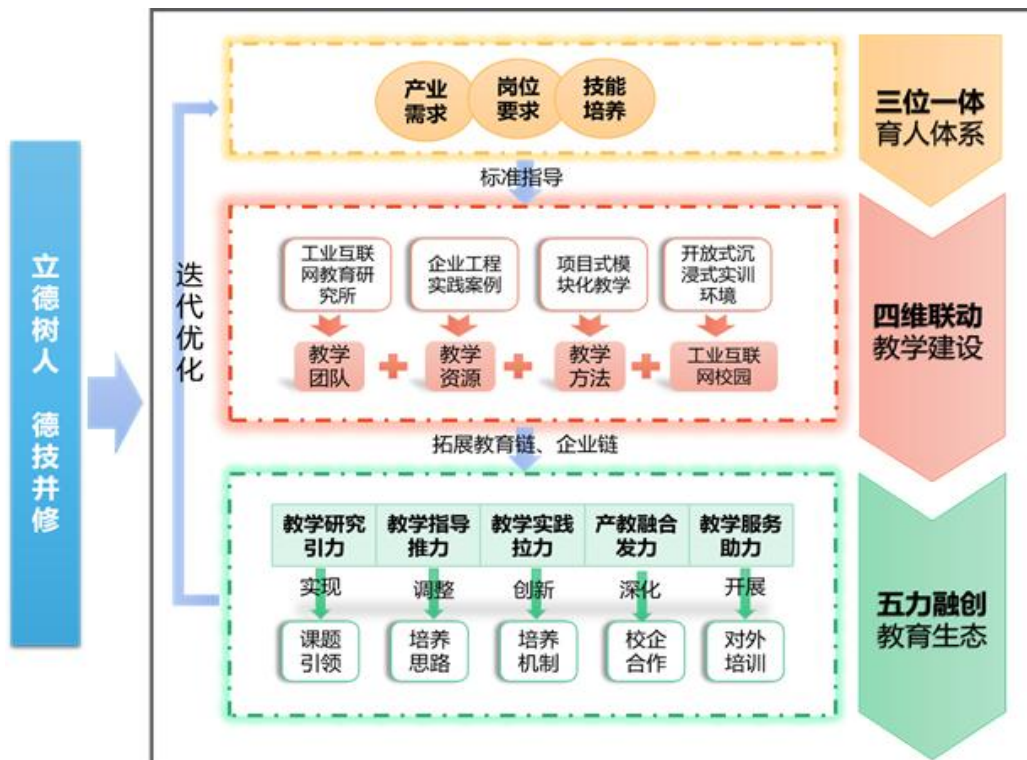 立德树人 德技并修
迭代优化
产业
需求
岗位
要求
技能
培养
三位一体
育人体系
标准指导
工业互联
网教育研
究所
企业工程
实践案例
项目式模
块化教学
开放式沉
浸式实训
环境
教学
团队
教学
资源
教学
方法
工业互联
网校园
四维联动
教学建设
拓展教育链、企业链
教学研究
引力
教学指导
推力
教学实践
拉力
产教融合
发力
教学服务
助力
实现
调整
创新
深化
开展
课题
引领
培养
思路
培养
机制
校企
合作
对外
培训
五力融创
教育生态